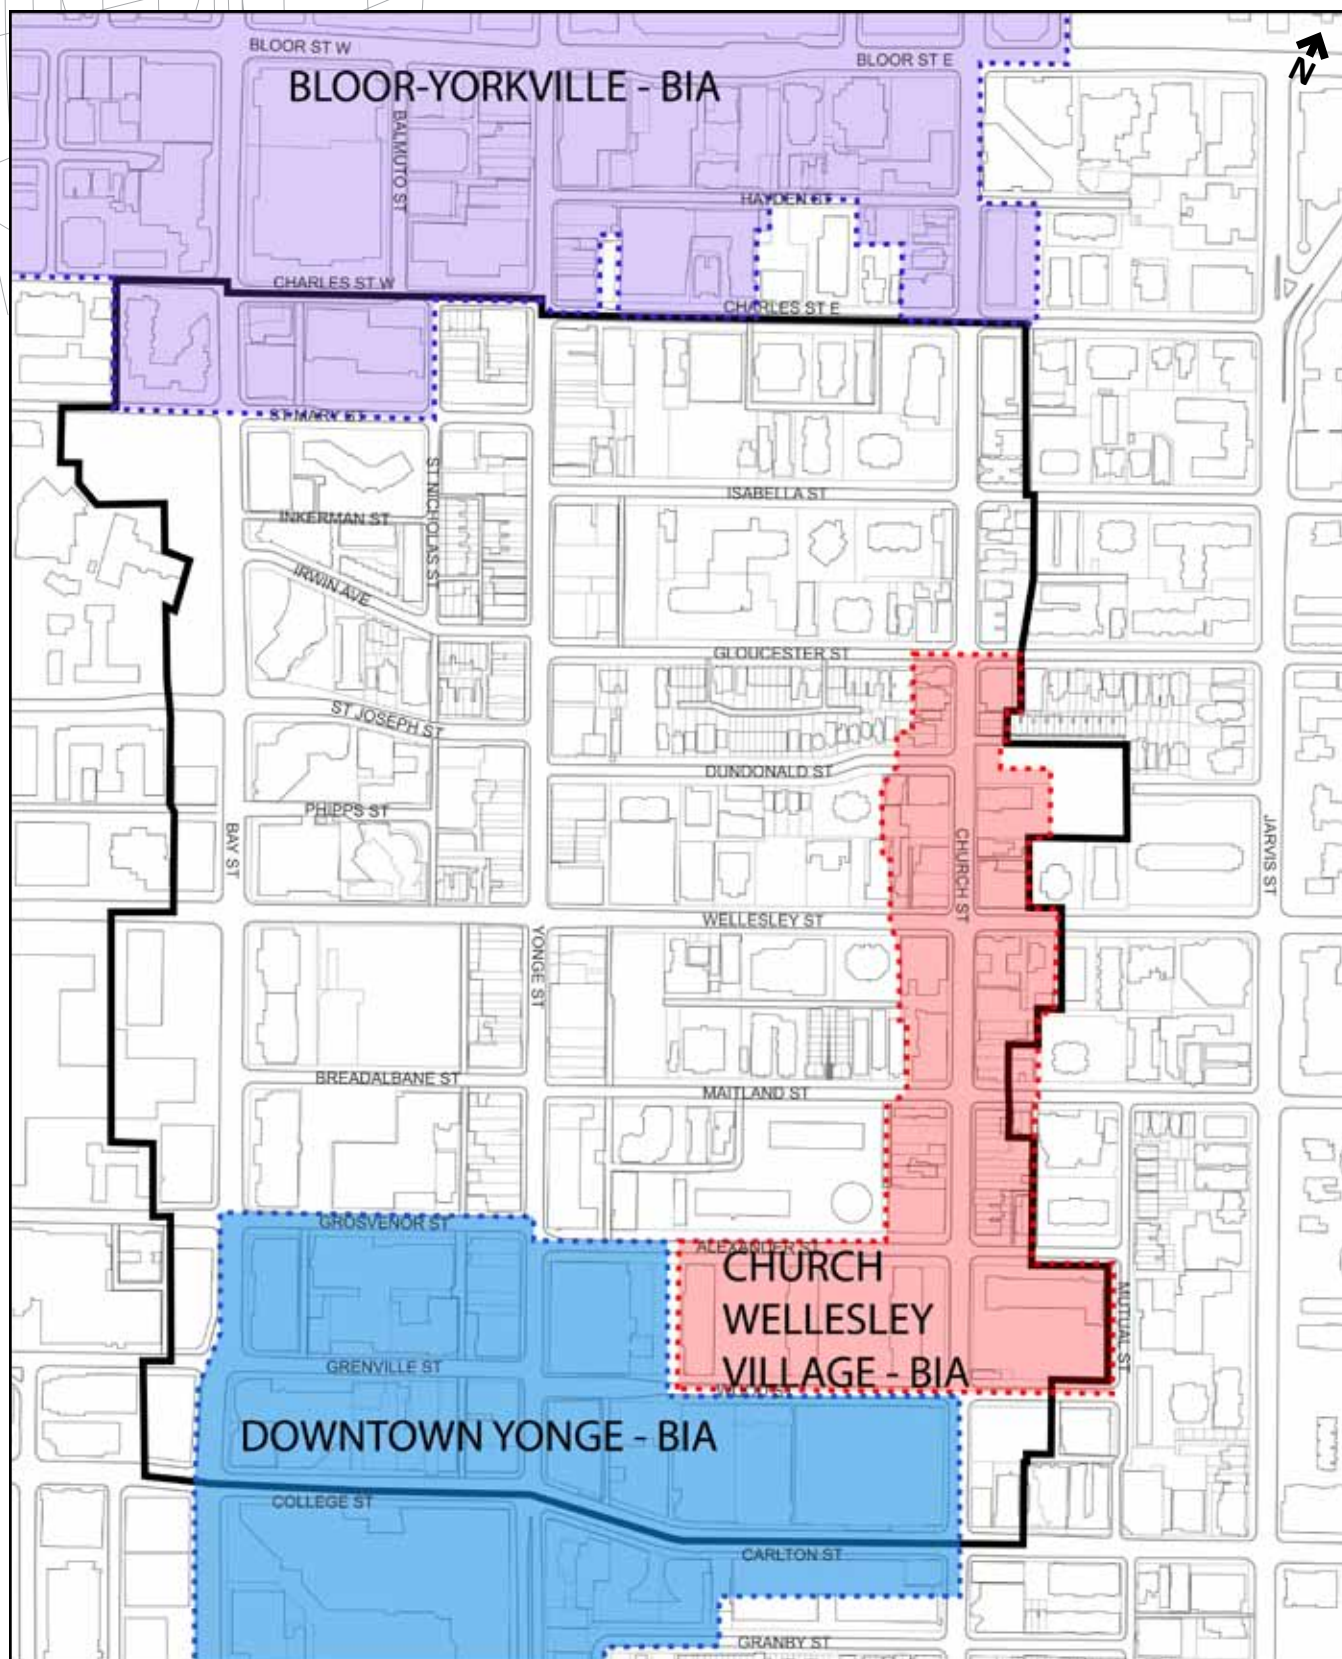 BLOOR ST W
BLOOR ST E
N
BLOOR-YORKVILLE - BIA
BALMUTO ST
HAYDEN ST
CHARLES ST W
CHARLES ST E
ST MARY ST
ST NICHOLAS ST
ISABELLA ST
INKERMAN ST
IRWIN AVE
GLOUCESTER ST
ST JOSEPH ST
DUNDONALD ST
PHIPPS ST
BAY ST
CHURCH ST
JARVIS ST
WELLESLEY ST
YONGE ST
BREADALBANE ST
MAITLAND ST
GROSVENOR ST
ALEXANDER ST
CHURCH
WELLESLEY
VILLAGE - BIA
MUTUAL ST
GRENVILLE ST
WOOD ST
DOWNTOWN YONGE - BIA
COLLEGE ST
CARLTON ST
GRANBY ST